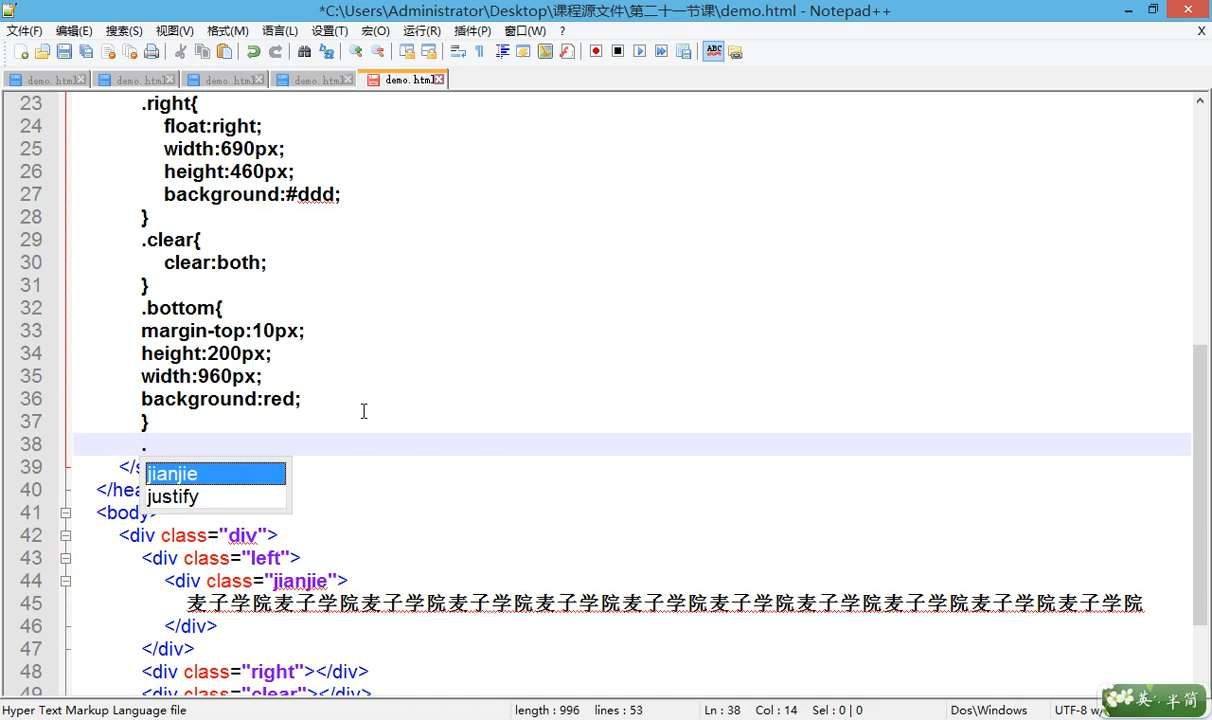 *C:\Users\Administrator\Desktop\课程源文件\第二十一节课\demo.html - Notepad++
文件(F) 编辑(E) 搜索(S) 视图(V) 格式(M) 语言(L) 设置(T) 宏(O) 运行(R) 插件(P) 窗口(W) ? X
demo.html demo.html demo.html demo.html demo.html
23 .right{
24 float:right;
25 width:690px;
26 height:460px;
27 background:#ddd;
28 }
29 .clear{
30 clear:both;
31 }
32 .bottom{
33 margin-top:10px;
34 height:200px;
35 width:960px;
36 background:red;
37 }
38 .
39 </s
jianjie
40 </hea
justify
41 <body>
42 <div class="div">
43 <div class="left">
44 <div class="jianjie">
45 麦子学院麦子学院麦子学院麦子学院麦子学院麦子学院麦子学院麦子学院麦子学院麦子学院麦子学院
46 </div>
47 </div>
48 <div class="right"></div>
49 <div class="clear"></div>
Hyper Text Markup Language file length : 996 lines : 53 Ln : 38 Col : 14 Sel : 0 | 0 Dos\Windows UTF-8 w/
英 半 简